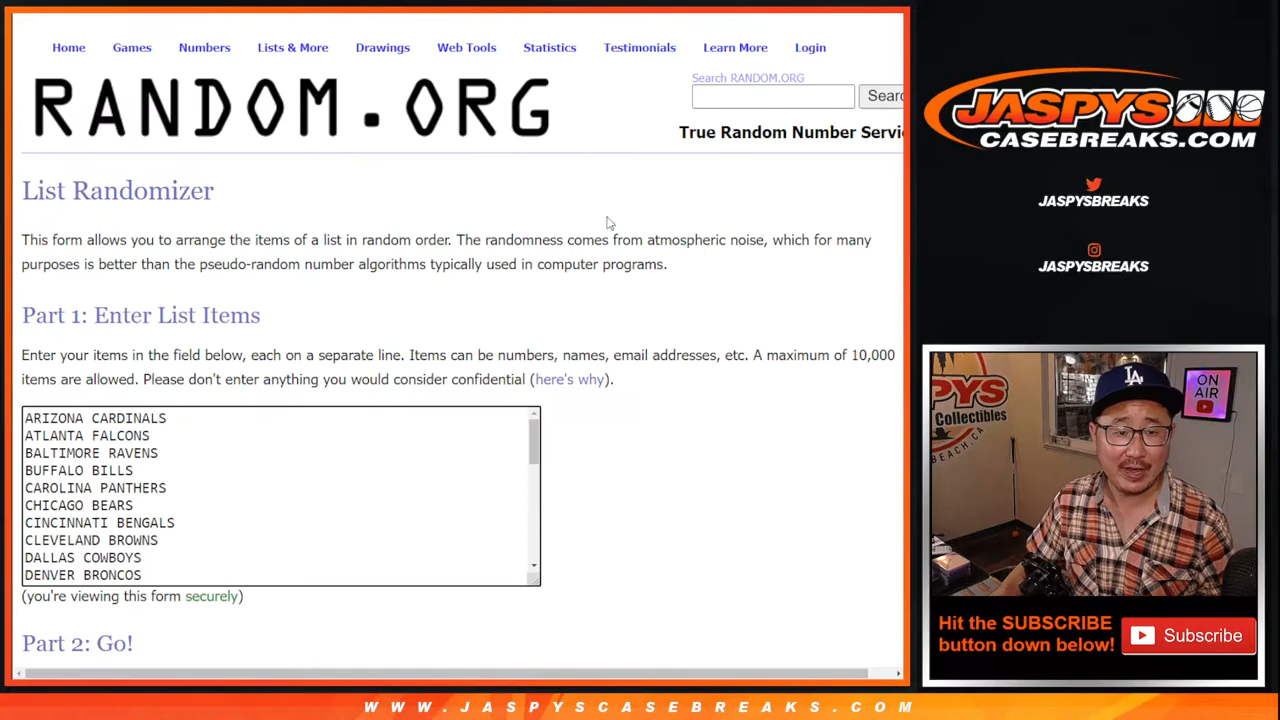 Home Games Numbers Lists & More Drawings Web Tools Statistics Testimonials Learn More Login
RANDOM.ORG
Search RANDOM.ORG
Searc
True Random Number Servi
List Randomizer
This form allows you to arrange the items of a list in random order. The randomness comes from atmospheric noise, which for many
purposes is better than the pseudo-random number algorithms typically used in computer programs.
Part 1: Enter List Items
Enter your items in the field below, each on a separate line. Items can be numbers, names, email addresses, etc. A maximum of 10,000
items are allowed. Please don't enter anything you would consider confidential (here's why).
ARIZONA CARDINALS
ATLANTA FALCONS
BALTIMORE RAVENS
BUFFALO BILLS
CAROLINA PANTHERS
CHICAGO BEARS
CINCINNATI BENGALS
CLEVELAND BROWNS
DALLAS COWBOYS
DENVER BRONCOS
(you're viewing this form securely)
Part 2: Go!
JASPYS
CASEBREAKS.COM
JASPYSBREAKS
JASPYSBREAKS
PYS
Collectibles
BEACH, CA
LA
ON
AIR
Hit the SUBSCRIBE
button down below!
Subscribe
WWW.JASPYSCASEBREAKS.COM